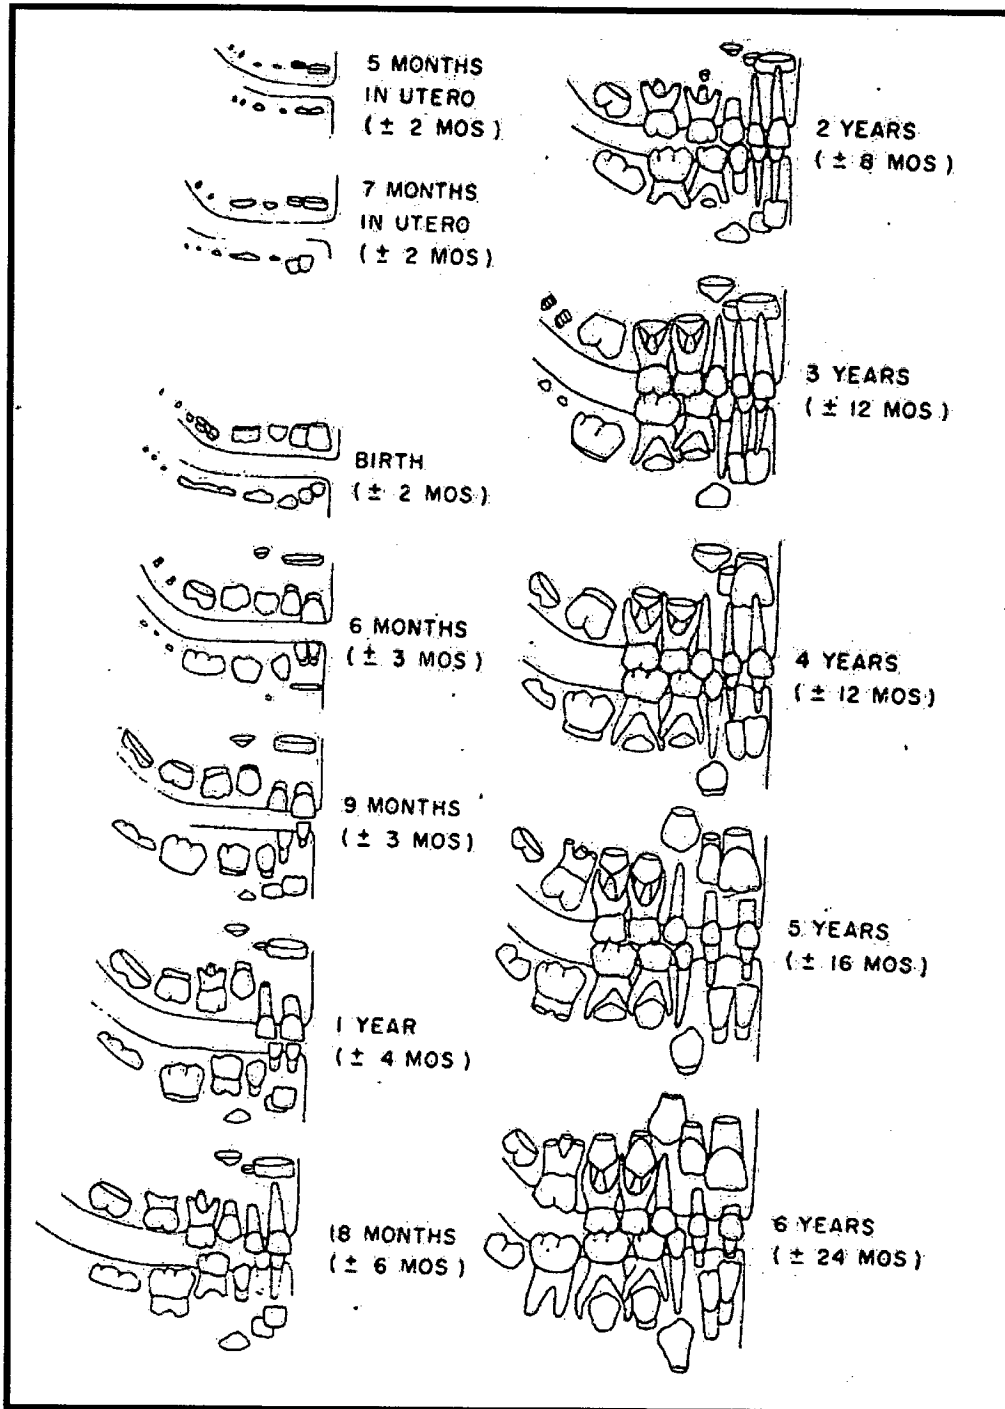 5 MONTHS
IN UTERO
(± 2 MOS)
7 MONTHS
IN UTERO
(± 2 MOS)
BIRTH
(± 2 MOS)
6 MONTHS
(± 3 MOS)
9 MONTHS
(± 3 MOS)
1 YEAR
(± 4 MOS)
18 MONTHS
(± 6 MOS)
2 YEARS
(± 8 MOS)
3 YEARS
(± 12 MOS)
4 YEARS
(± 12 MOS)
5 YEARS
(± 16 MOS)
6 YEARS
(± 24 MOS)